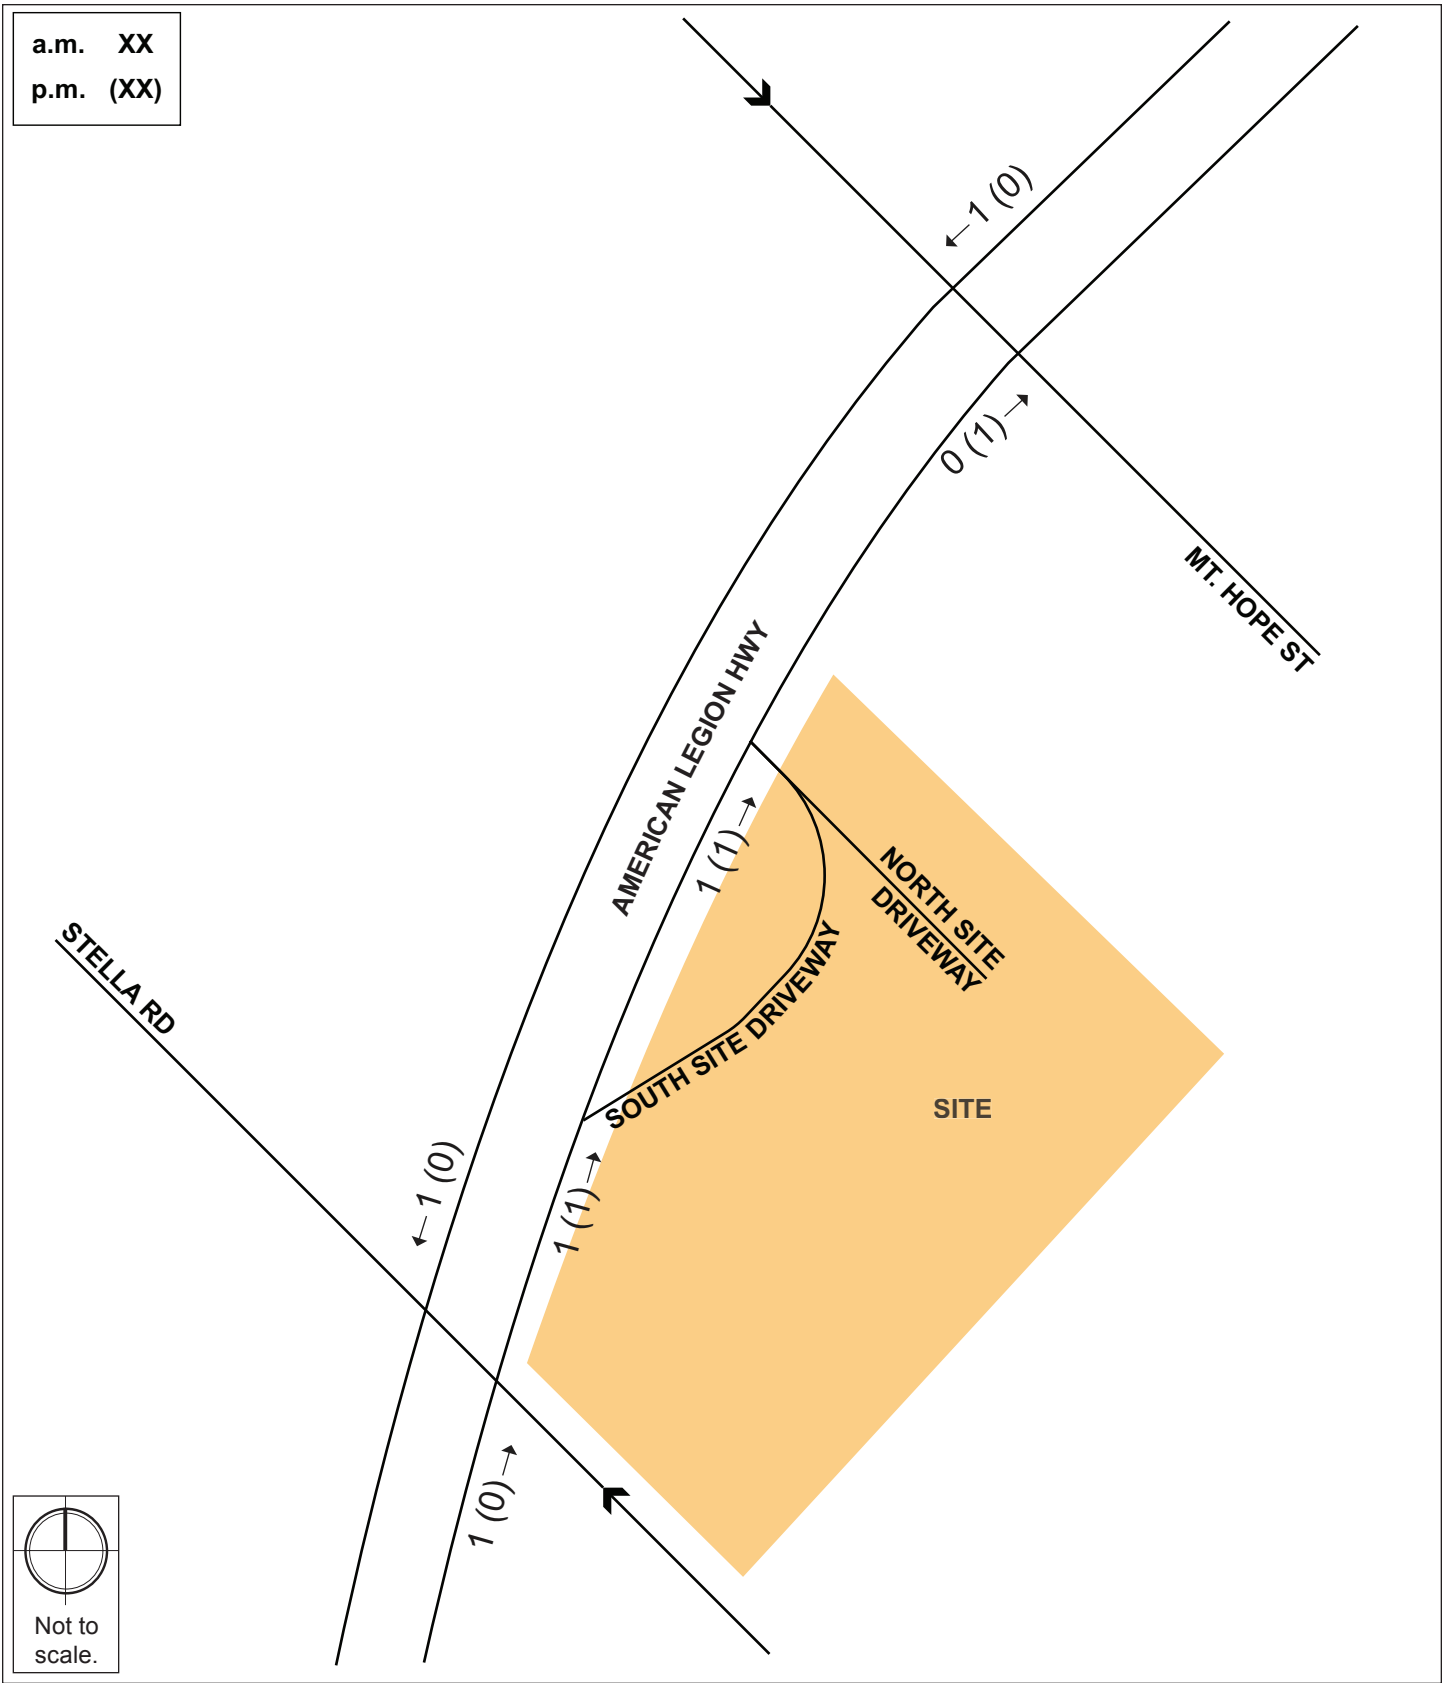 a.m. XX
p.m. (XX)
1 (0)
0 (1)
MT. HOPE ST
AMERICAN LEGION HWY
1 (1)
NORTH SITE
DRIVEWAY
SOUTH SITE DRIVEWAY
STELLA RD
SITE
1 (0)
1 (1)
1 (0)
Not to
scale.